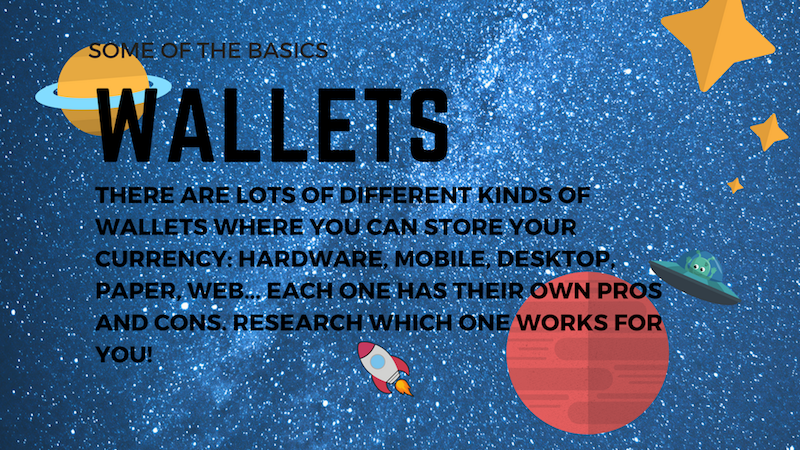 SOME OF THE BASICS
WALLETS
THERE ARE LOTS OF DIFFERENT KINDS OF
WALLETS WHERE YOU CAN STORE YOUR
CURRENCY: HARDWARE, MOBILE, DESKTOP,
PAPER, WEB... EACH ONE HAS THEIR OWN PROS
AND CONS. RESEARCH WHICH ONE WORKS FOR
YOU!